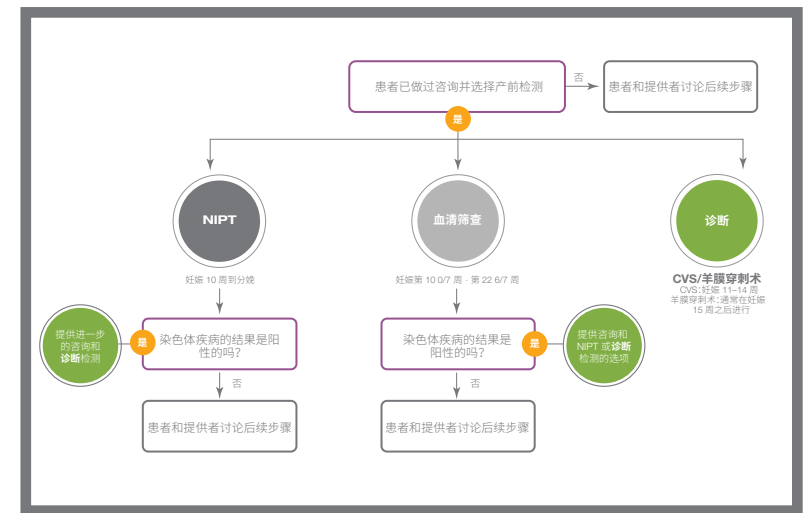 患者已做过咨询并选择产前检测
否
患者和提供者讨论后续步骤
是
NIPT
血清筛查
诊断
妊娠 10 周到分娩
妊娠第 10 0/7 周 - 第 22 6/7 周
CVS/羊膜穿刺术
CVS:妊娠 11–14 周
羊膜穿刺术:通常在妊娠
15 周之后进行
提供进一步
的咨询和
诊断检测
是
染色体疾病的结果是阳
性的吗?
染色体疾病的结果是
阳性的吗?
是
提供咨询和
NIPT 或诊断
检测的选项
否
否
患者和提供者讨论后续步骤
患者和提供者讨论后续步骤